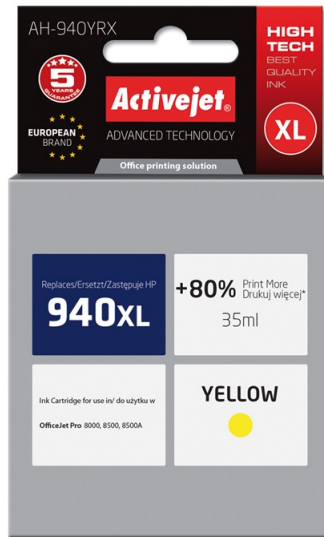 AH-940YRX
HIGH
TECH
BEST
QUALITY
INK
5
YEARS
GUARANTEE
Activejet®
EUROPEAN
BRAND
ADVANCED TECHNOLOGY
XL
Office printing solution
Replaces/Ersetzt/Zastępuje HP
940XL
+80% Print More
Drukuj więcej*
35ml
Ink Cartridge for use in/ do użytku w
OfficeJet Pro 8000, 8500, 8500A
YELLOW